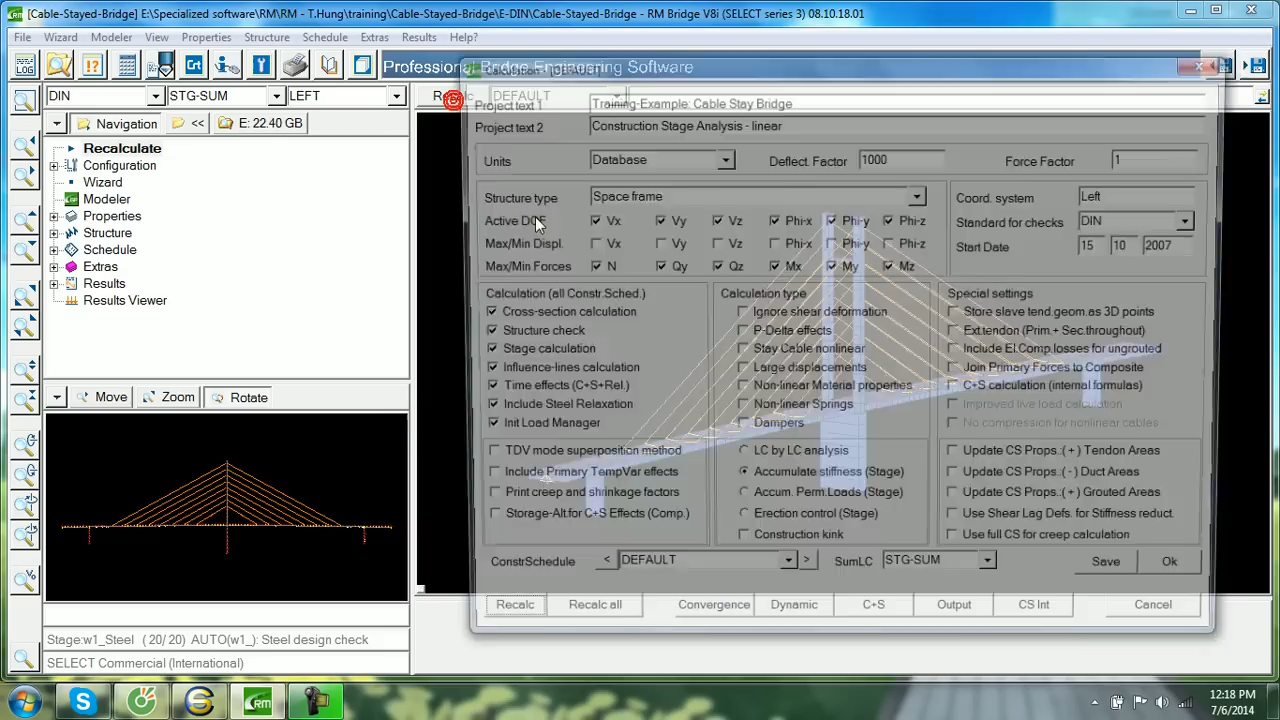 [Cable-Stayed-Bridge] E:\Specialized software\RM\RM - T.Hung\training\Cable-Stayed-Bridge\E-DIN\Cable-Stayed-Bridge - RM Bridge V8i (SELECT series 3) 08.10.18.01
File Wizard Modeler View Properties Structure Schedule Extras Results Help?
LOG Crt Professional Bridge Engineering Software
Calculation - [DEFAULT]
DIN STG-SUM LEFT DEFAULT
Navigation << E: 22.40 GB
Recalculate
Configuration
Wizard
Modeler
Properties
Structure
Schedule
Extras
Results
Results Viewer
Move Zoom Rotate
Stage:w1_Steel ( 20/ 20) AUTO(w1_): Steel design check
SELECT Commercial (International)
Project text 1 Training-Example: Cable Stay Bridge
Project text 2 Construction Stage Analysis - linear
Units Database Deflect. Factor 1000 Force Factor 1
Structure type Space frame
Active DOF Vx Vy Vz Phi-x Phi-y Phi-z
Max/Min Displ. Vx Vy Vz Phi-x Phi-y Phi-z
Max/Min Forces N Qy Qz Mx My Mz
Coord. system Left
Standard for checks DIN
Start Date 15 10 2007
Calculation (all Constr.Sched.)
Cross-section calculation
Structure check
Stage calculation
Influence-lines calculation
Time effects (C+S+Rel.)
Include Steel Relaxation
Init Load Manager
TDV mode superposition method
Include Primary TempVar effects
Print creep and shrinkage factors
Storage-Alt for C+S Effects (Comp.)
Calculation type
Ignore shear deformation
P-Delta effects
Stay Cable nonlinear
Large displacements
Non-linear Material properties
Non-linear Springs
Dampers
LC by LC analysis
Accumulate stiffness (Stage)
Accum. Perm.Loads (Stage)
Erection control (Stage)
Construction kink
Special settings
Store slave tend.geom.as 3D points
Ext.tendon (Prim.+ Sec.throughout)
Include El.Comp.losses for ungrouted
Join Primary Forces to Composite
C+S calculation (internal formulas)
Improved live load calculation
No compression for nonlinear cables
Update CS Props.:( + ) Tendon Areas
Update CS Props.:( - ) Duct Areas
Update CS Props.:( + ) Grouted Areas
Use Shear Lag Defs. for Stiffness reduct.
Use full CS for creep calculation
ConstrSchedule < DEFAULT > SumLC STG-SUM Save Ok
Recalc Recalc all Convergence Dynamic C+S Output CS Int Cancel
12:18 PM
7/6/2014